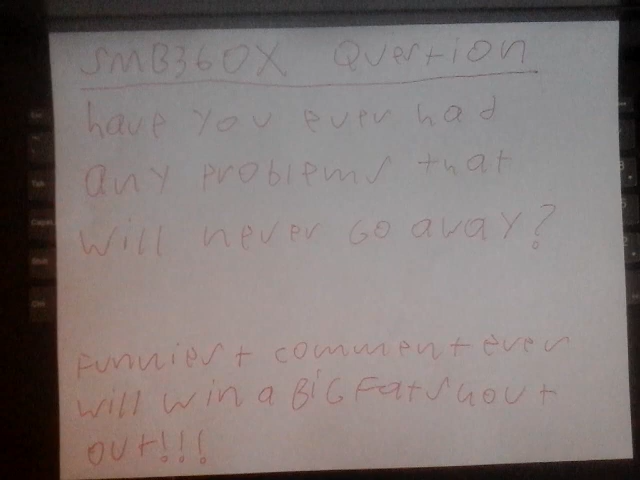 SMB360X Question
have you ever had
any problems that
will never go away?
funniest comment ever
will win a BiG Fat shout
out!!!